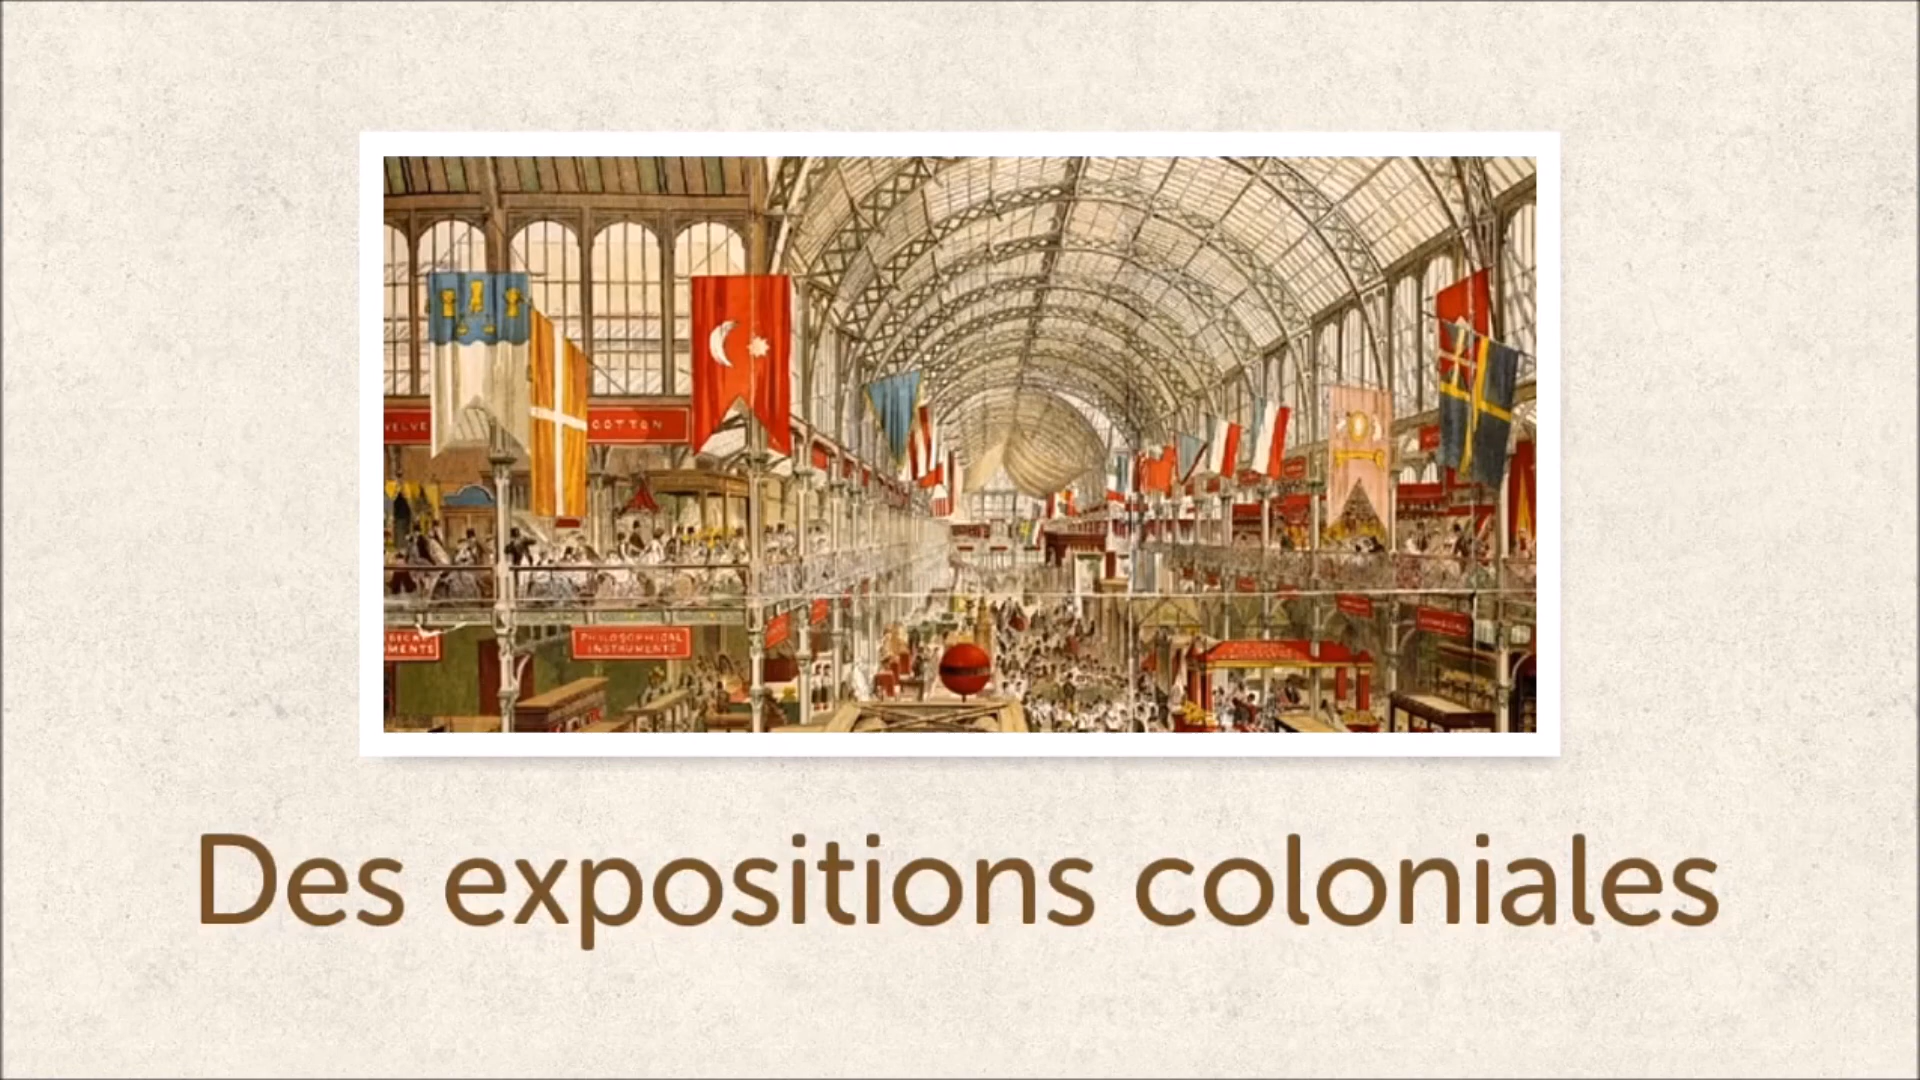 COTTON
PHILOSOPHICAL
INSTRUMENTS
Des expositions coloniales